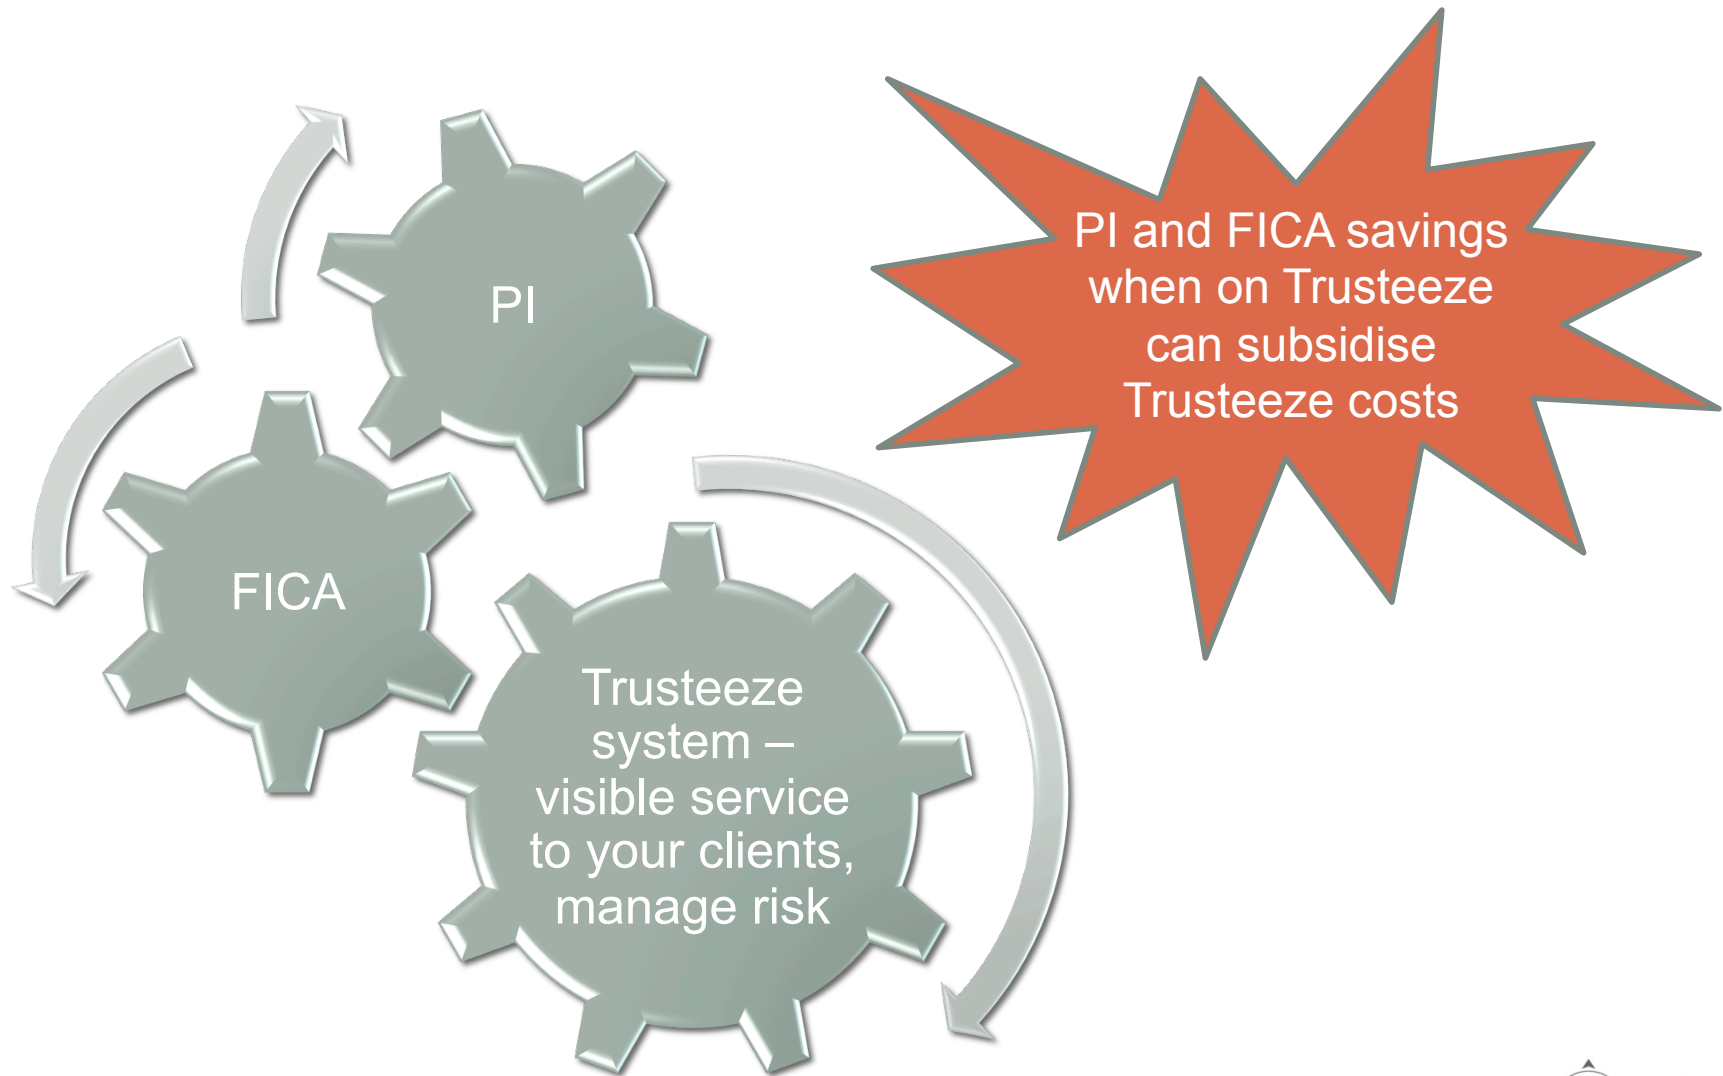 PI
FICA
Trusteeze
system –
visible service
to your clients,
manage risk
PI and FICA savings
when on Trusteeze
can subsidise
Trusteeze costs